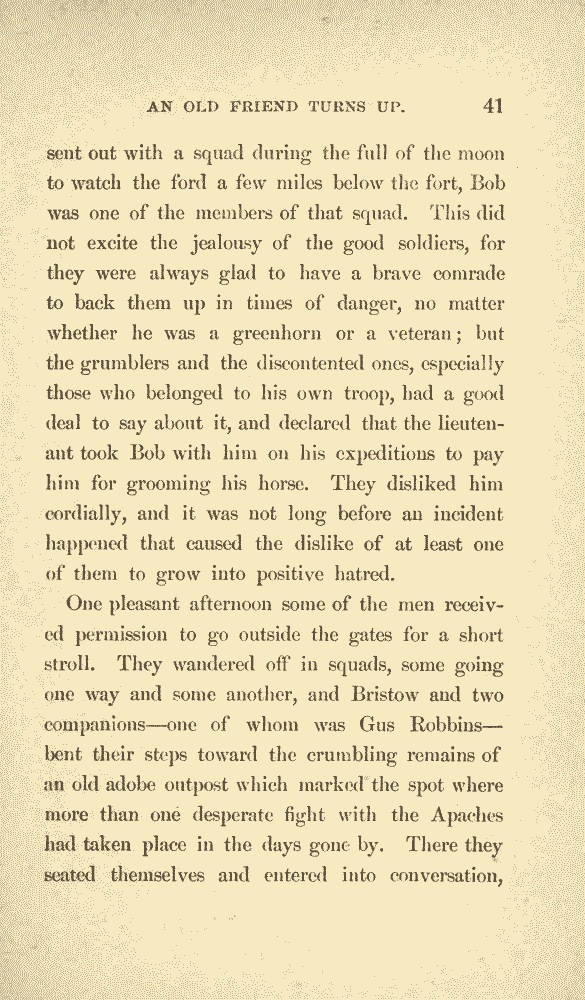 AN OLD FRIEND TURNS UP. 41
sent out with a squad during the full of the moon
to watch the ford a few miles below the fort, Bob
was one of the members of that squad. This did
not excite the jealousy of the good soldiers, for
they were always glad to have a brave comrade
to back them up in times of danger, no matter
whether he was a greenhorn or a veteran; but
the grumblers and the discontented ones, especially
those who belonged to his own troop, had a good
deal to say about it, and declared that the lieuten-
ant took Bob with him on his expeditions to pay
him for grooming his horse. They disliked him
cordially, and it was not long before an incident
happened that caused the dislike of at least one
of them to grow into positive hatred.
One pleasant afternoon some of the men receiv-
ed permission to go outside the gates for a short
stroll. They wandered off in squads, some going
one way and some another, and Bristow and two
companions—one of whom was Gus Robbins—
bent their steps toward the crumbling remains of
an old adobe outpost which marked the spot where
more than one desperate fight with the Apaches
had taken place in the days gone by. There they
seated themselves and entered into conversation,